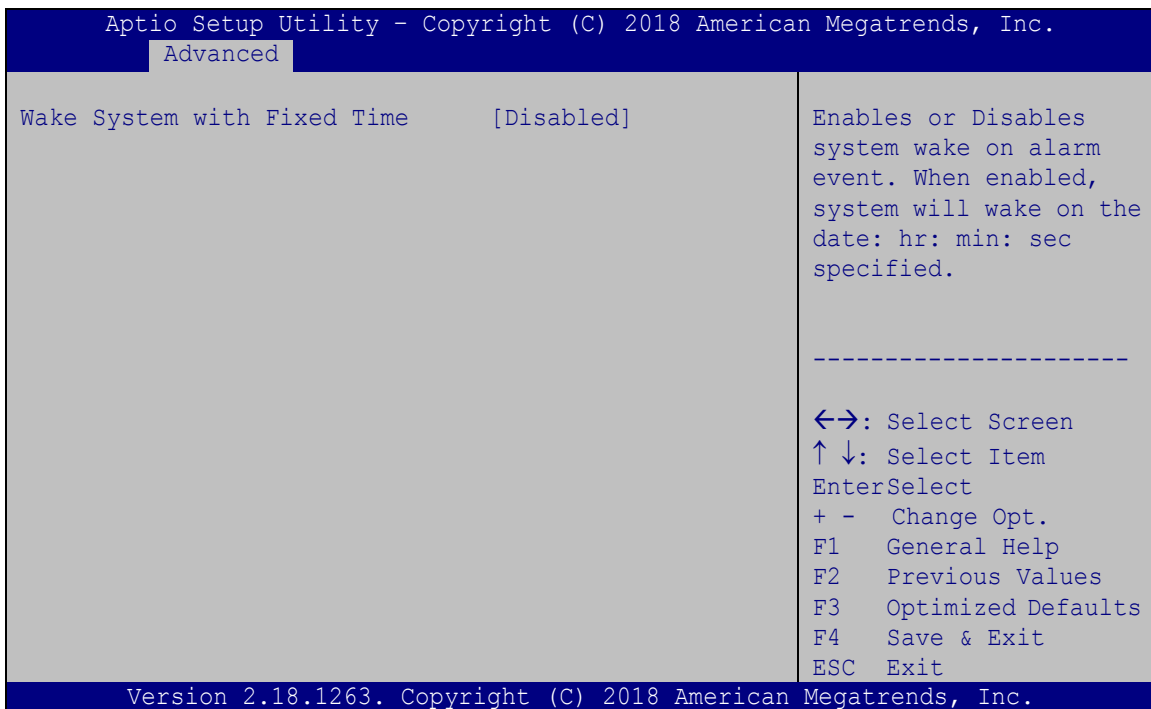 Aptio Setup Utility – Copyright (C) 2018 American Megatrends, Inc.
Advanced
Wake System with Fixed Time [Disabled]
Enables or Disables
system wake on alarm
event. When enabled,
system will wake on the
date: hr: min: sec
specified.
----------------------
←→: Select Screen
↑ ↓: Select Item
EnterSelect
+ - Change Opt.
F1 General Help
F2 Previous Values
F3 Optimized Defaults
F4 Save & Exit
ESC Exit
Version 2.18.1263. Copyright (C) 2018 American Megatrends, Inc.